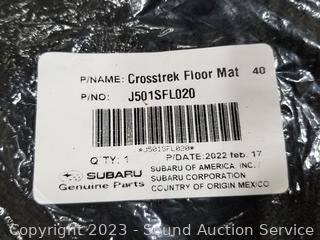 P/NAME: Crosstrek Floor Mat 40
P/NO: J501SFL020
*J501SFL020*
Q'TY: 1 P/DATE: 2022 feb. 17
SUBARU
Genuine Parts
SUBARU OF AMERICA, INC. /
SUBARU CORPORATION
COUNTRY OF ORIGIN MEXICO
Copyright © 2023 - Sound Auction Service